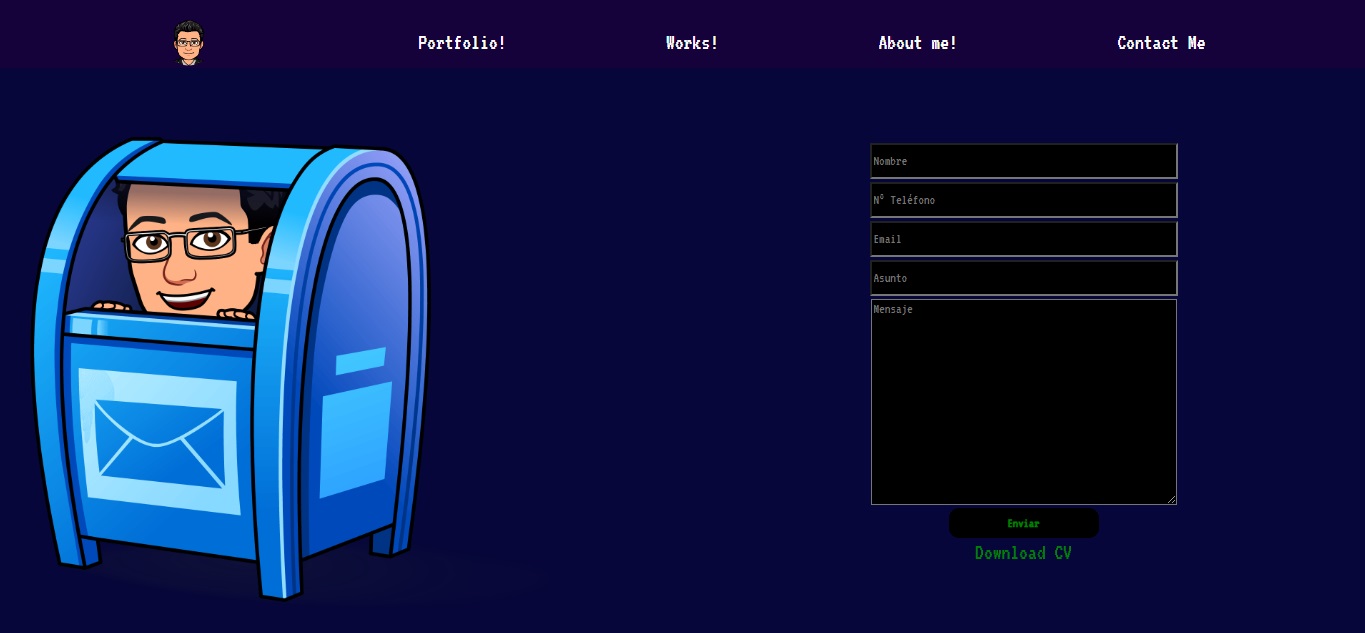 Portfolio! Works! About me! Contact Me
Nombre
Nº Teléfono
Email
Asunto
Mensaje
Enviar
Download CV